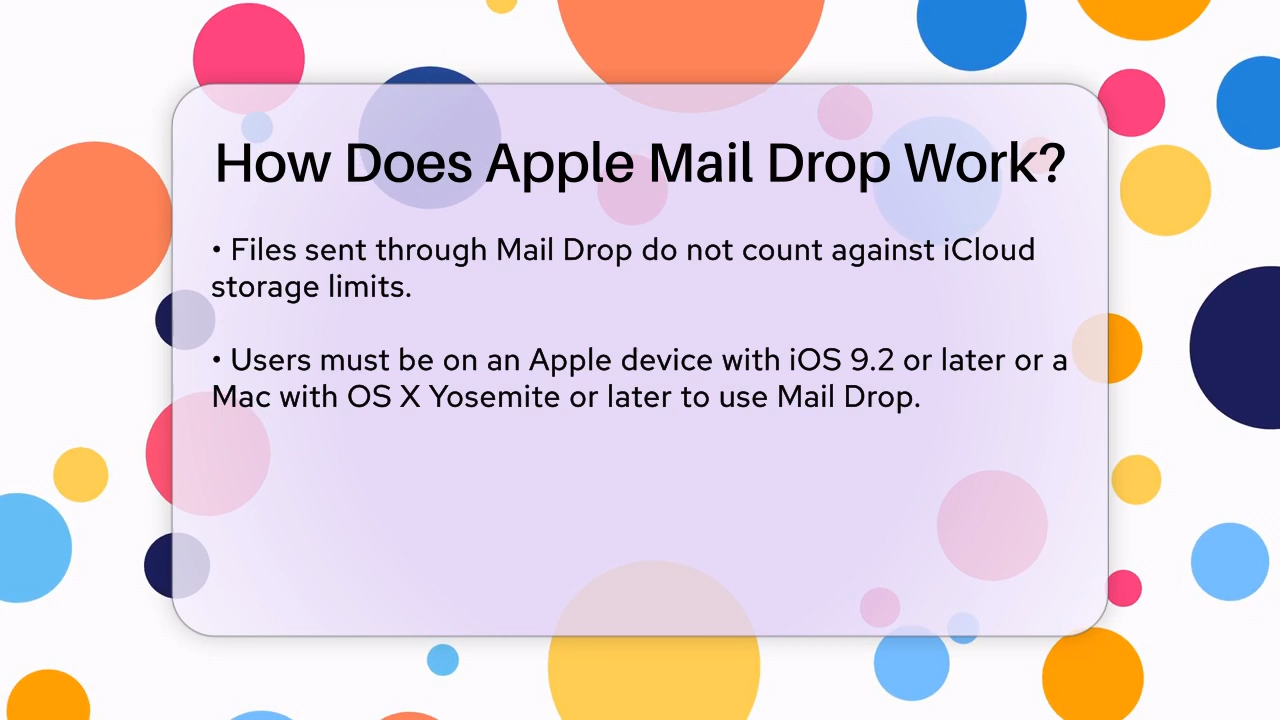 How Does Apple Mail Drop Work?
• Files sent through Mail Drop do not count against iCloud
storage limits.
• Users must be on an Apple device with iOS 9.2 or later or a
Mac with OS X Yosemite or later to use Mail Drop.